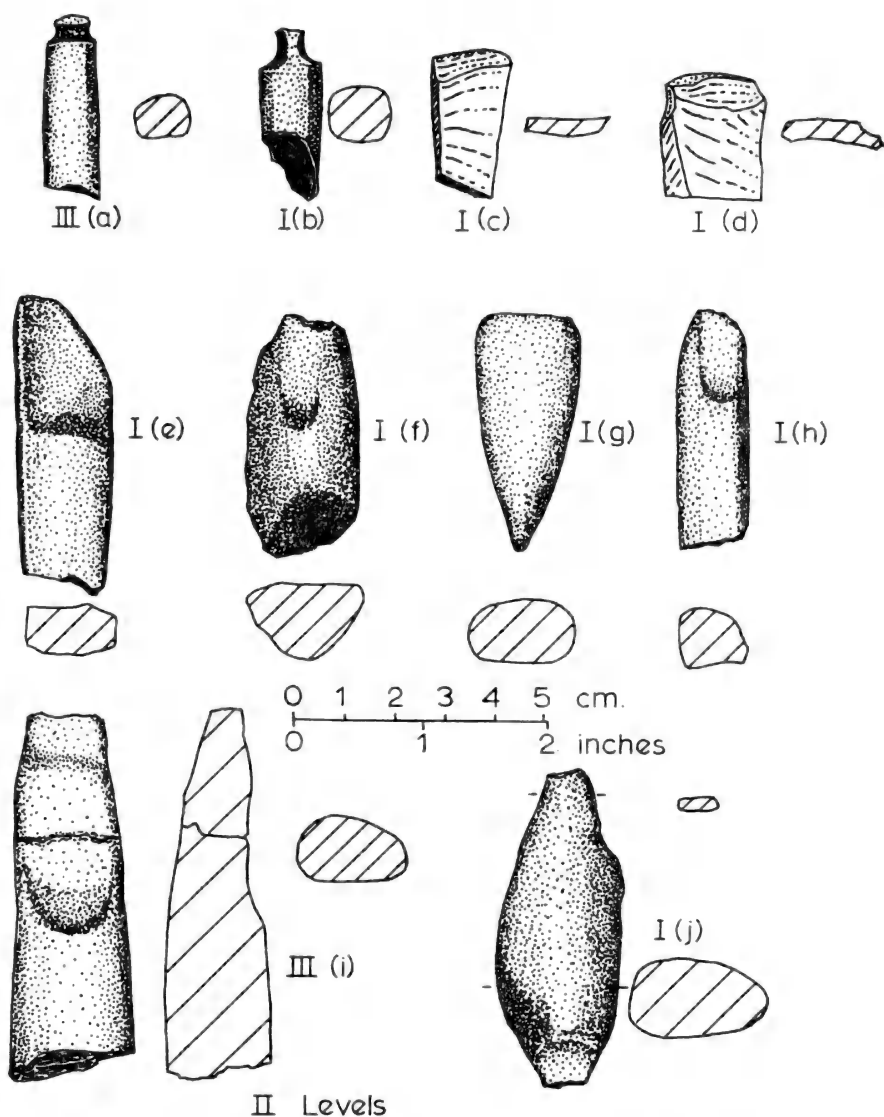 III (a)
I(b)
I (c)
I (d)
I (e)
I (f)
I(g)
I(h)
0 1 2 3 4 5 cm.
0 1 2 inches
III (i)
I(j)
II Levels